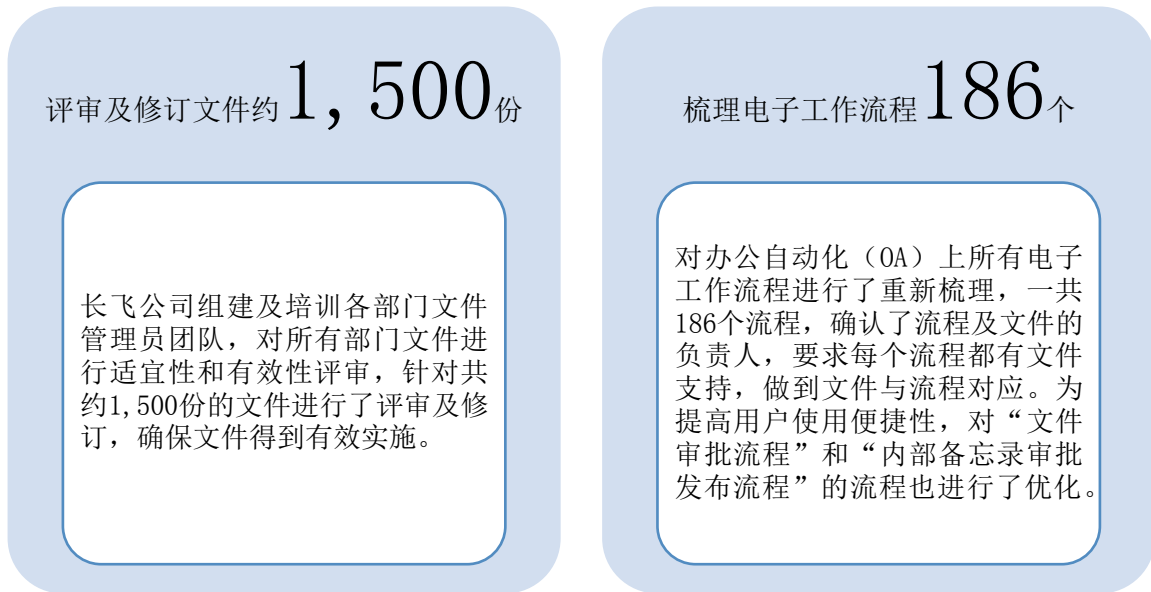 评审及修订文件约1,500份
长飞公司组建及培训各部门文件
管理员团队，对所有部门文件进
行适宜性和有效性评审，针对共
约1,500份的文件进行了评审及修
订，确保文件得到有效实施。
梳理电子工作流程186个
对办公自动化（OA）上所有电子
工作流程进行了重新梳理，一共
186个流程，确认了流程及文件的
负责人，要求每个流程都有文件
支持，做到文件与流程对应。为
提高用户使用便捷性，对“文件
审批流程”和“内部备忘录审批
发布流程”的流程也进行了优化。